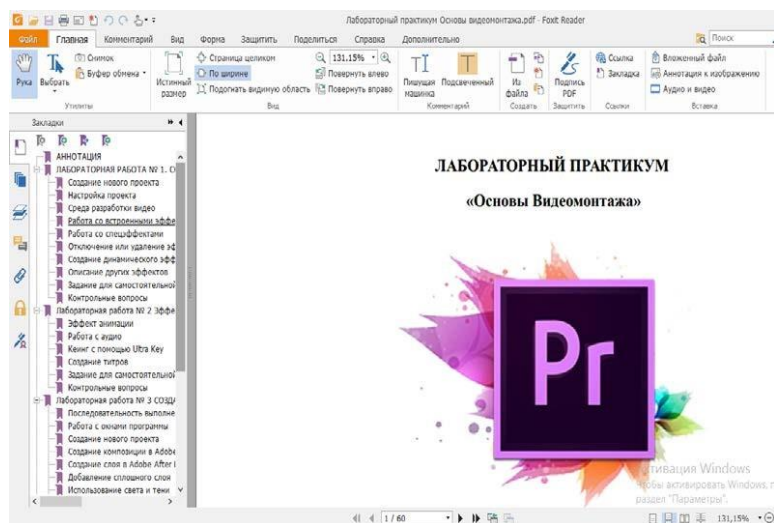 Лабораторный практикум Основы видеомонтажа.pdf - Foxit Reader
Файл Главная Комментарий Вид Форма Защитить Поделиться Справка Дополнительно Поиск
Рука
Выбрать
Снимок
Буфер обмена
Утилиты
Истинный размер
Страница целиком
По ширине
Подогнать видимую область
131.15%
Повернуть влево
Повернуть вправо
Вид
Пишущая машинка
Подсвеченный
Комментарий
Из файла
Создать
Подпись PDF
Защитить
Ссылка
Закладка
Ссылки
Вложенный файл
Аннотация к изображению
Аудио и видео
Вставка
Закладки
АННОТАЦИЯ
ЛАБОРАТОРНАЯ РАБОТА № 1. С
Создание нового проекта
Настройка проекта
Среда разработки видео
Работа со встроенными эффе
Работа со спецэффектами
Отключение или удаление эф
Создание динамического эфф
Описание других эффектов
Задание для самостоятельной
Контрольные вопросы
Лабораторная работа № 2 Эффе
Эффект анимации
Работа с аудио
Кеинг с помощью Ultra Key
Создание титров
Задание для самостоятельной
Контрольные вопросы
Лабораторная работа № 3 СОЗДА
Последовательность выполне
Работа с окнами программы
Создание нового проекта
Создание композиции в Adobe
Создание слоя в Adobe After I
Добавление сплошного слоя
Использование света и тени
ЛАБОРАТОРНЫЙ ПРАКТИКУМ
«Основы Видеомонтажа»
Pr
тивация Windows
тобы активировать Windows, п
раздел "Параметры".
1 / 60
131,15%